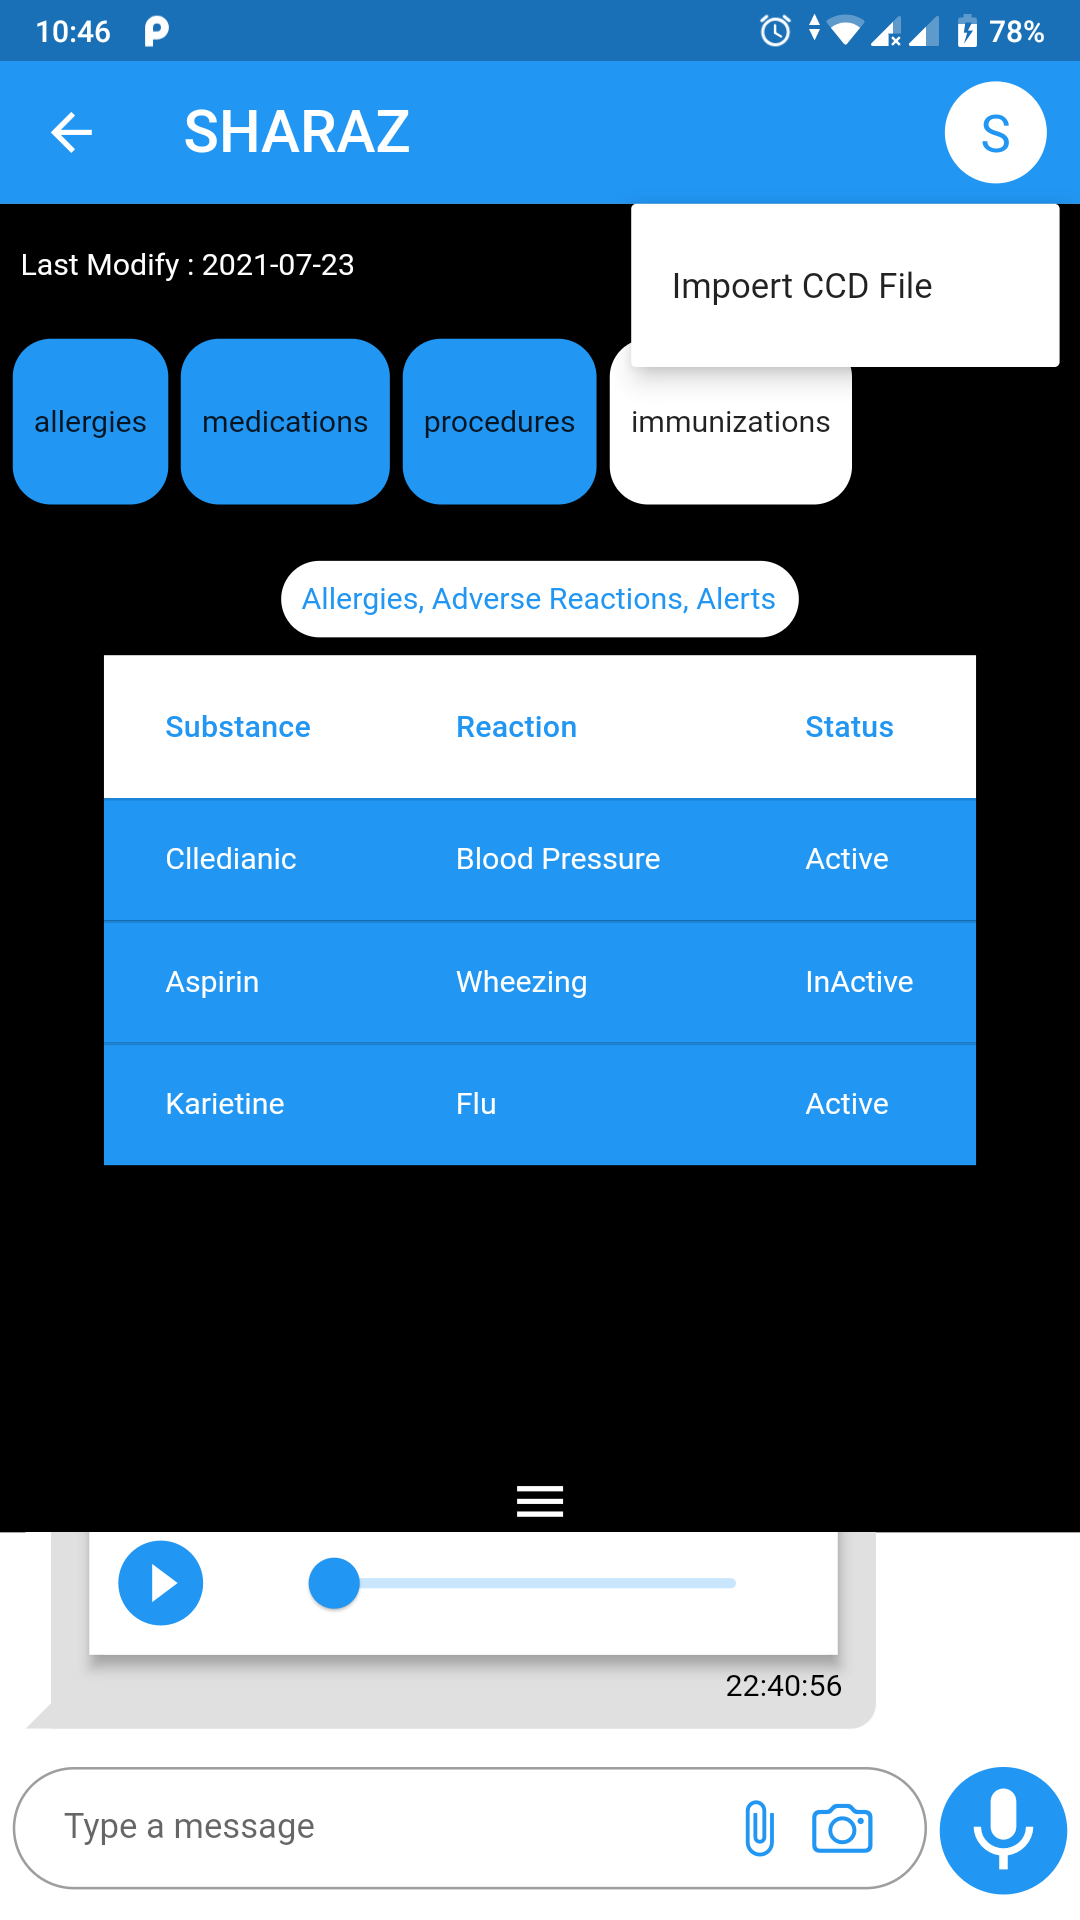 10:46
78%
SHARAZ
S
Last Modify : 2021-07-23
Impoert CCD File
allergies medications procedures immunizations
Allergies, Adverse Reactions, Alerts
Substance Reaction Status
Clledianic Blood Pressure Active
Aspirin Wheezing InActive
Karietine Flu Active
22:40:56
Type a message